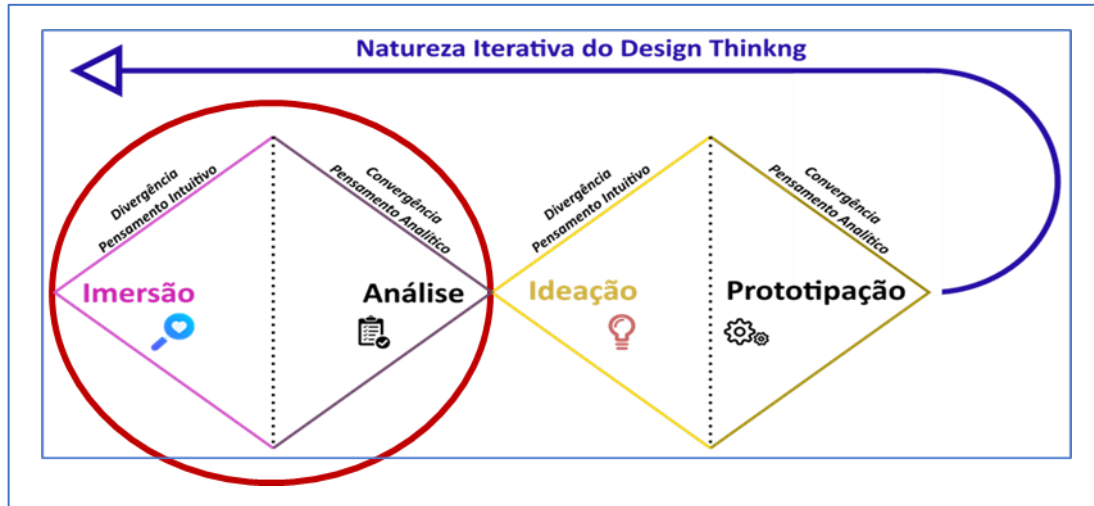 Natureza Iterativa do Design Thinkng
Divergência
Pensamento Intuitivo
Convergência
Pensamento Analítico
Divergência
Pensamento Intuitivo
Convergência
Pensamento Analítico
Imersão
Análise
Ideação
Prototipação